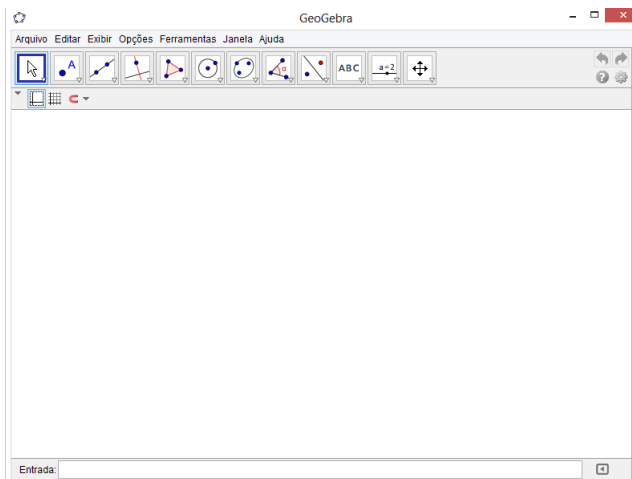 GeoGebra
Arquivo Editar Exibir Opções Ferramentas Janela Ajuda
A ABC a=2
Entrada: